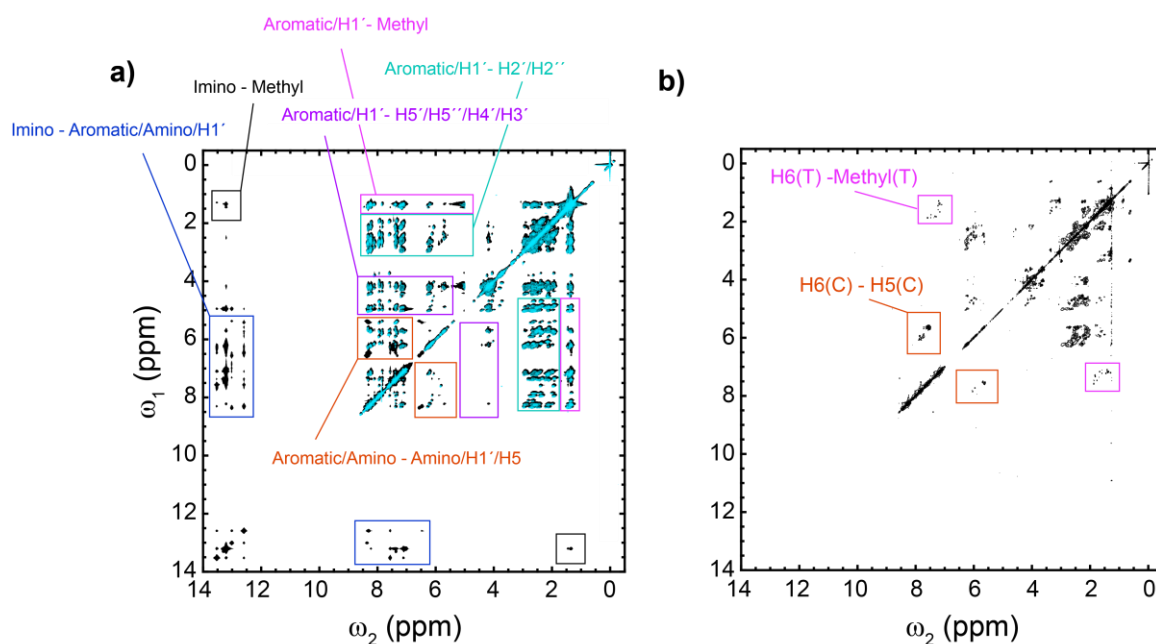 Aromatic/H1´- Methyl
a)
Aromatic/H1´- H2´/H2´´
b)
Imino - Methyl
Aromatic/H1´- H5´/H5´´/H4´/H3´
Imino - Aromatic/Amino/H1´
H6(T) -Methyl(T)
H6(C) - H5(C)
Aromatic/Amino - Amino/H1´/H5
0
2
4
6
8
10
12
14
ω1 (ppm)
14 12 10 8 6 4 2 0
ω2 (ppm)
0
2
4
6
8
10
12
14
14 12 10 8 6 4 2 0
ω2 (ppm)